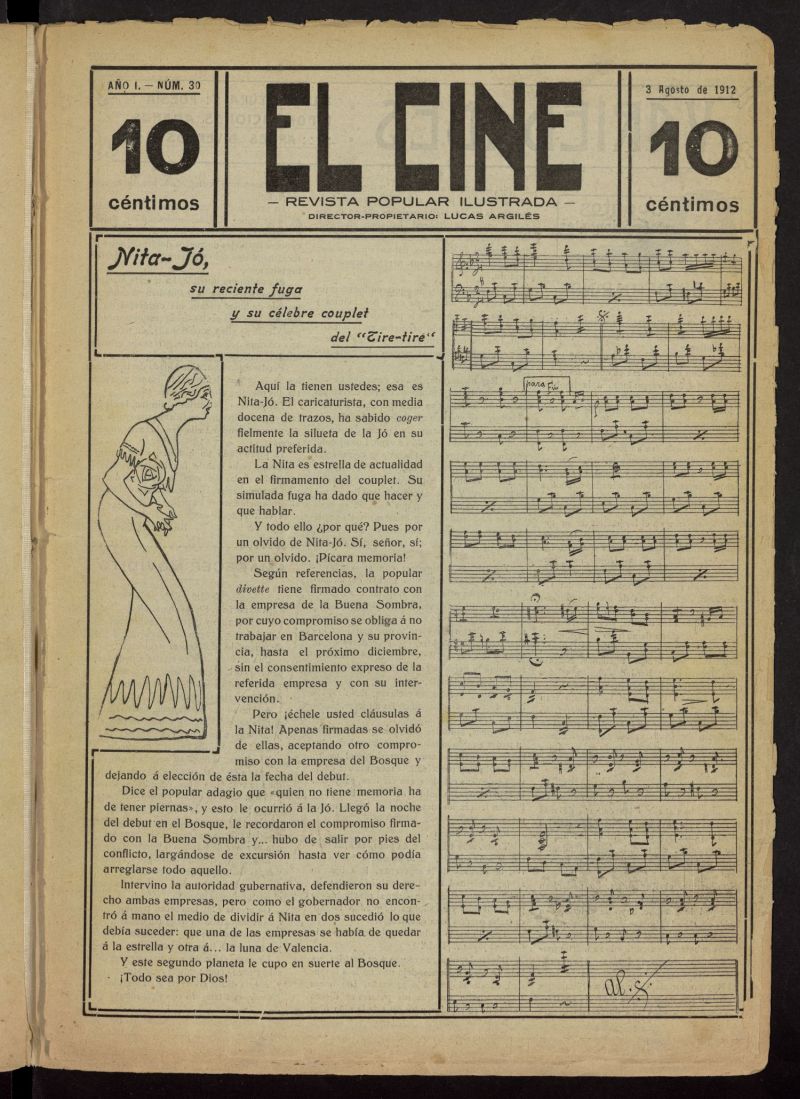 AÑO I. — NÚM. 30
10
céntimos
EL CINE
— REVISTA POPULAR ILUSTRADA —
DIRECTOR-PROPIETARIO: LUCAS ARGILÉS
3 Agosto de 1912
10
céntimos
Nita-Jó,
su reciente fuga
y su célebre couplet
del "Tire-tire"
Aquí la tienen ustedes; esa es
Nita-Jó. El caricaturista, con media
docena de trazos, ha sabido coger
fielmente la silueta de la Jó en su
actitud preferida.
La Nita es estrella de actualidad
en el firmamento del couplet. Su
simulada fuga ha dado que hacer y
que hablar.
Y todo ello ¿por qué? Pues por
un olvido de Nita-Jó. Sí, señor, sí;
por un olvido. ¡Pícara memoria!
Según referencias, la popular
divette tiene firmado contrato con
la empresa de la Buena Sombra,
por cuyo compromiso se obliga á no
trabajar en Barcelona y su provin-
cia, hasta el próximo diciembre,
sin el consentimiento expreso de la
referida empresa y con su inter-
vención.
Pero ¡échele usted cláusulas á
la Nita! Apenas firmadas se olvidó
de ellas, aceptando otro compro-
miso con la empresa del Bosque y
dejando á elección de ésta la fecha del debut.
Dice el popular adagio que «quien no tiene memoria ha
de tener piernas», y esto le ocurrió á la Jó. Llegó la noche
del debut en el Bosque, le recordaron el compromiso firma-
do con la Buena Sombra y... hubo de salir por pies del
conflicto, largándose de excursión hasta ver cómo podía
arreglarse todo aquello.
Intervino la autoridad gubernativa, defendieron su dere-
cho ambas empresas, pero como el gobernador no encon-
tró á mano el medio de dividir á Nita en dos sucedió lo que
debía suceder: que una de las empresas se había de quedar
á la estrella y otra á... la luna de Valencia.
Y este segundo planeta le cupo en suerte al Bosque.
¡Todo sea por Dios!
para Fin
Al. S.